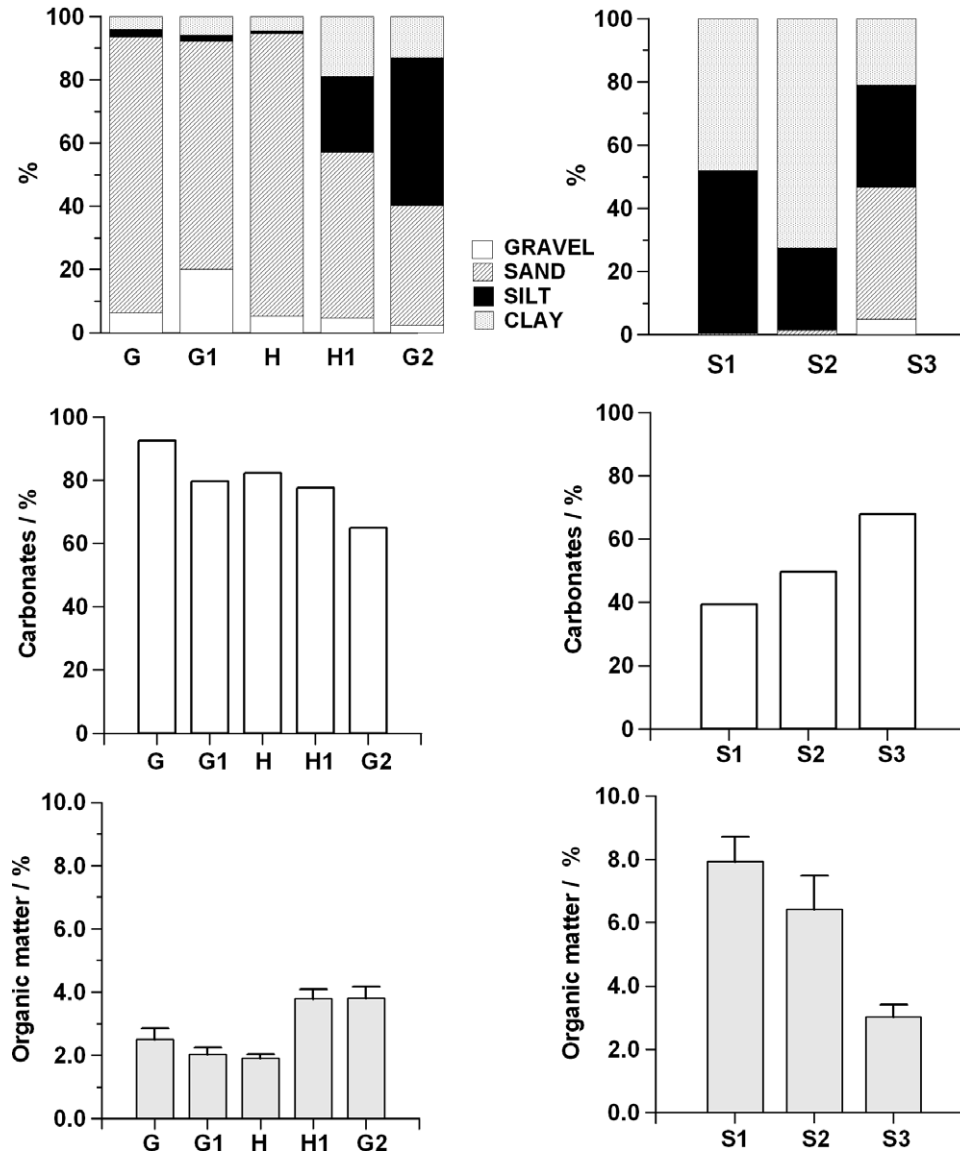 100
80
60
40
20
0
%
G G1 H H1 G2
GRAVEL
SAND
SILT
CLAY
100
80
60
40
20
0
%
S1 S2 S3
100
80
60
40
20
0
Carbonates / %
G G1 H H1 G2
100
80
60
40
20
0
Carbonates / %
S1 S2 S3
10.0
8.0
6.0
4.0
2.0
0.0
Organic matter / %
G G1 H H1 G2
10.0
8.0
6.0
4.0
2.0
0.0
Organic matter / %
S1 S2 S3